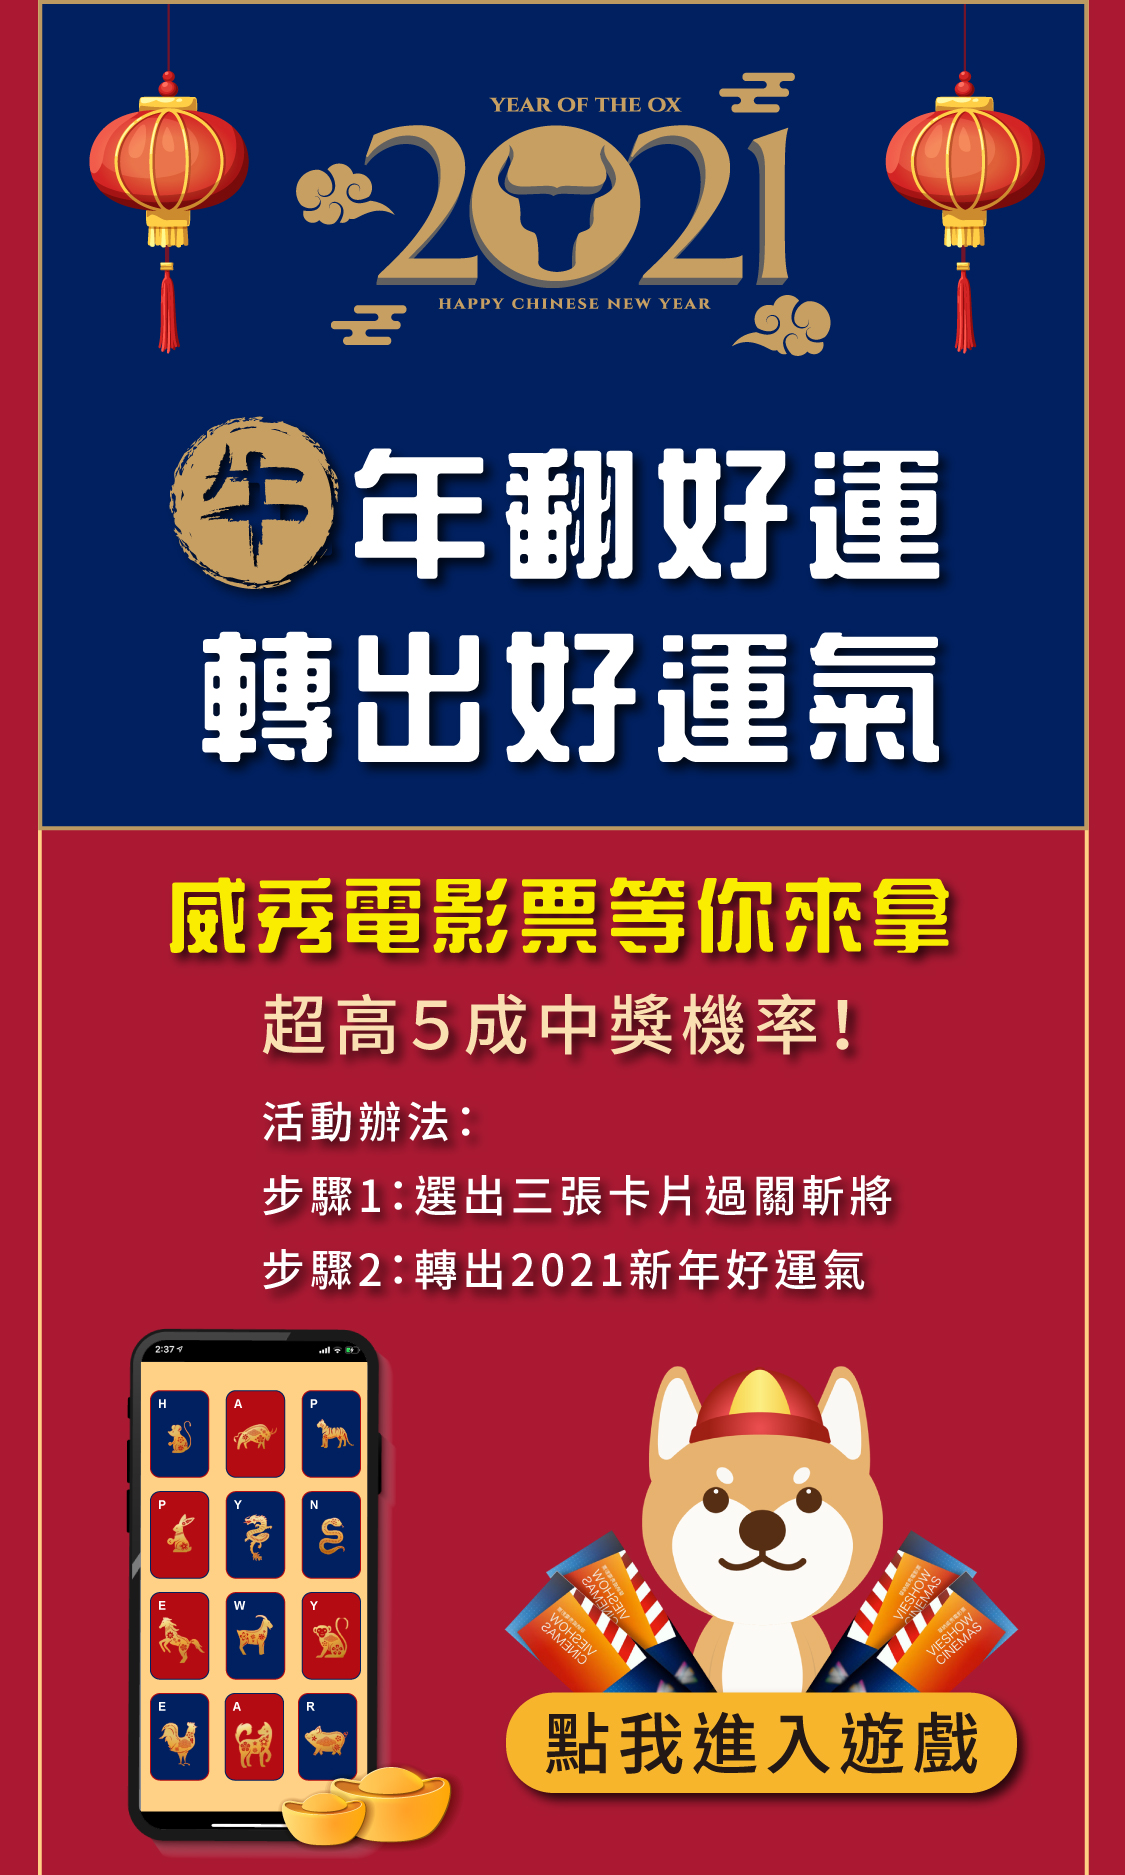 YEAR OF THE OX
2021
HAPPY CHINESE NEW YEAR
牛年翻好運
轉出好運氣
威秀電影票等你來拿
超高5成中獎機率！
活動辦法：
步驟1：選出三張卡片過關斬將
步驟2：轉出2021新年好運氣
2:37
H A P
P Y N
E W Y
E A R
VIESHOW
CINEMAS
VIESHOW
CINEMAS
VIESHOW
CINEMAS
VIESHOW
CINEMAS
點我進入遊戲